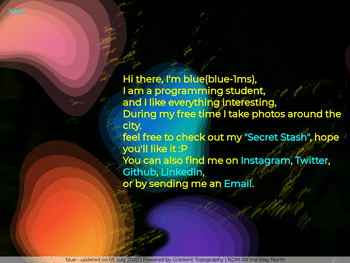 Hi there, I'm blue(blue-1ms),
I am a programming student,
and I like everything interesting,
During my free time I take photos around the
city.
feel free to check out my "Secret Stash", hope
you'll like it :P
You can also find me on Instagram, Twitter,
Github, LinkedIn,
or by sending me an Email.
blue - updated on 05 July 2020 | Powered by Gradient Topography | BGM: All the Way North